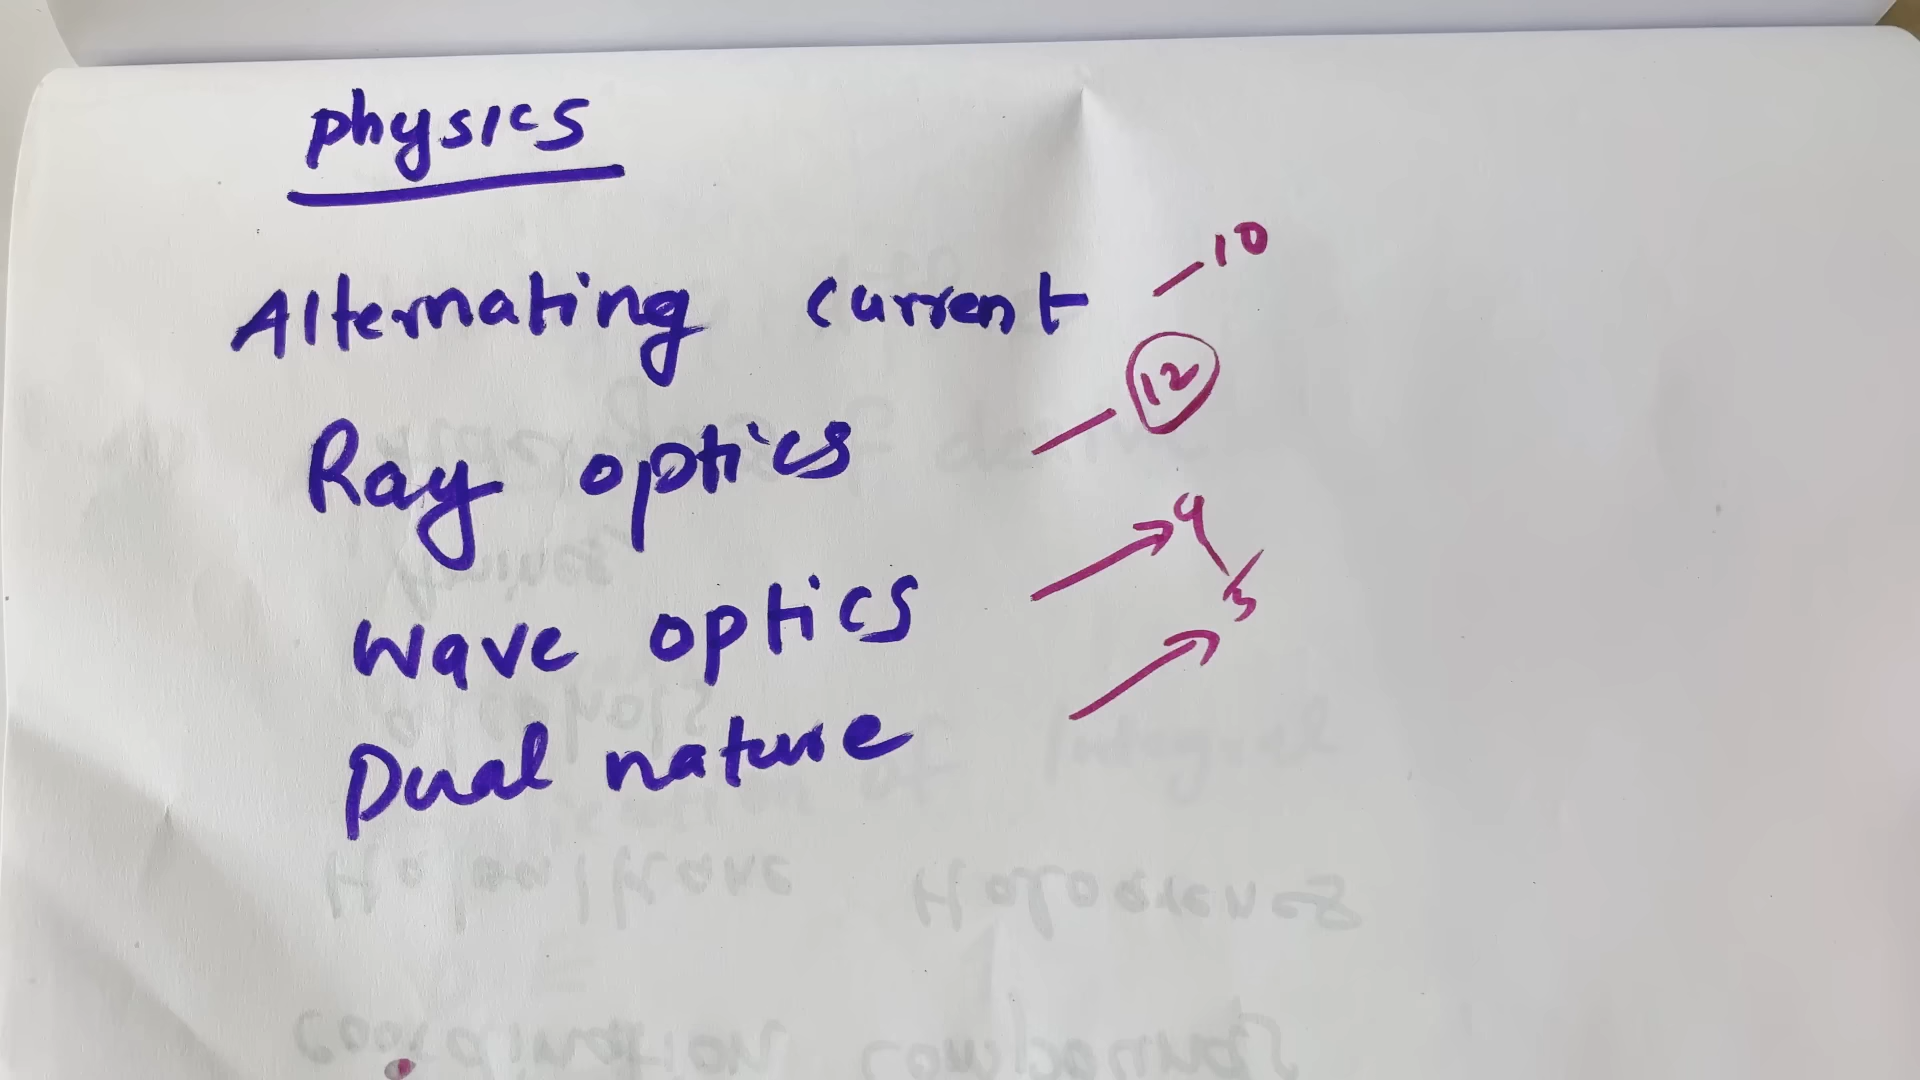 physics
Alternating current - 10
Ray optics - 12
wave optics → 4
5
Dual nature →